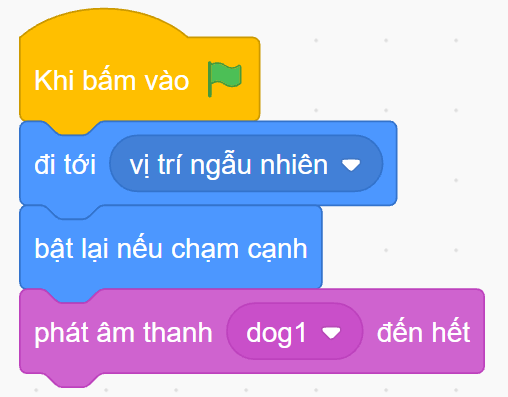 Khi bấm vào
đi tới vị trí ngẫu nhiên
bật lại nếu chạm cạnh
phát âm thanh dog1 đến hết